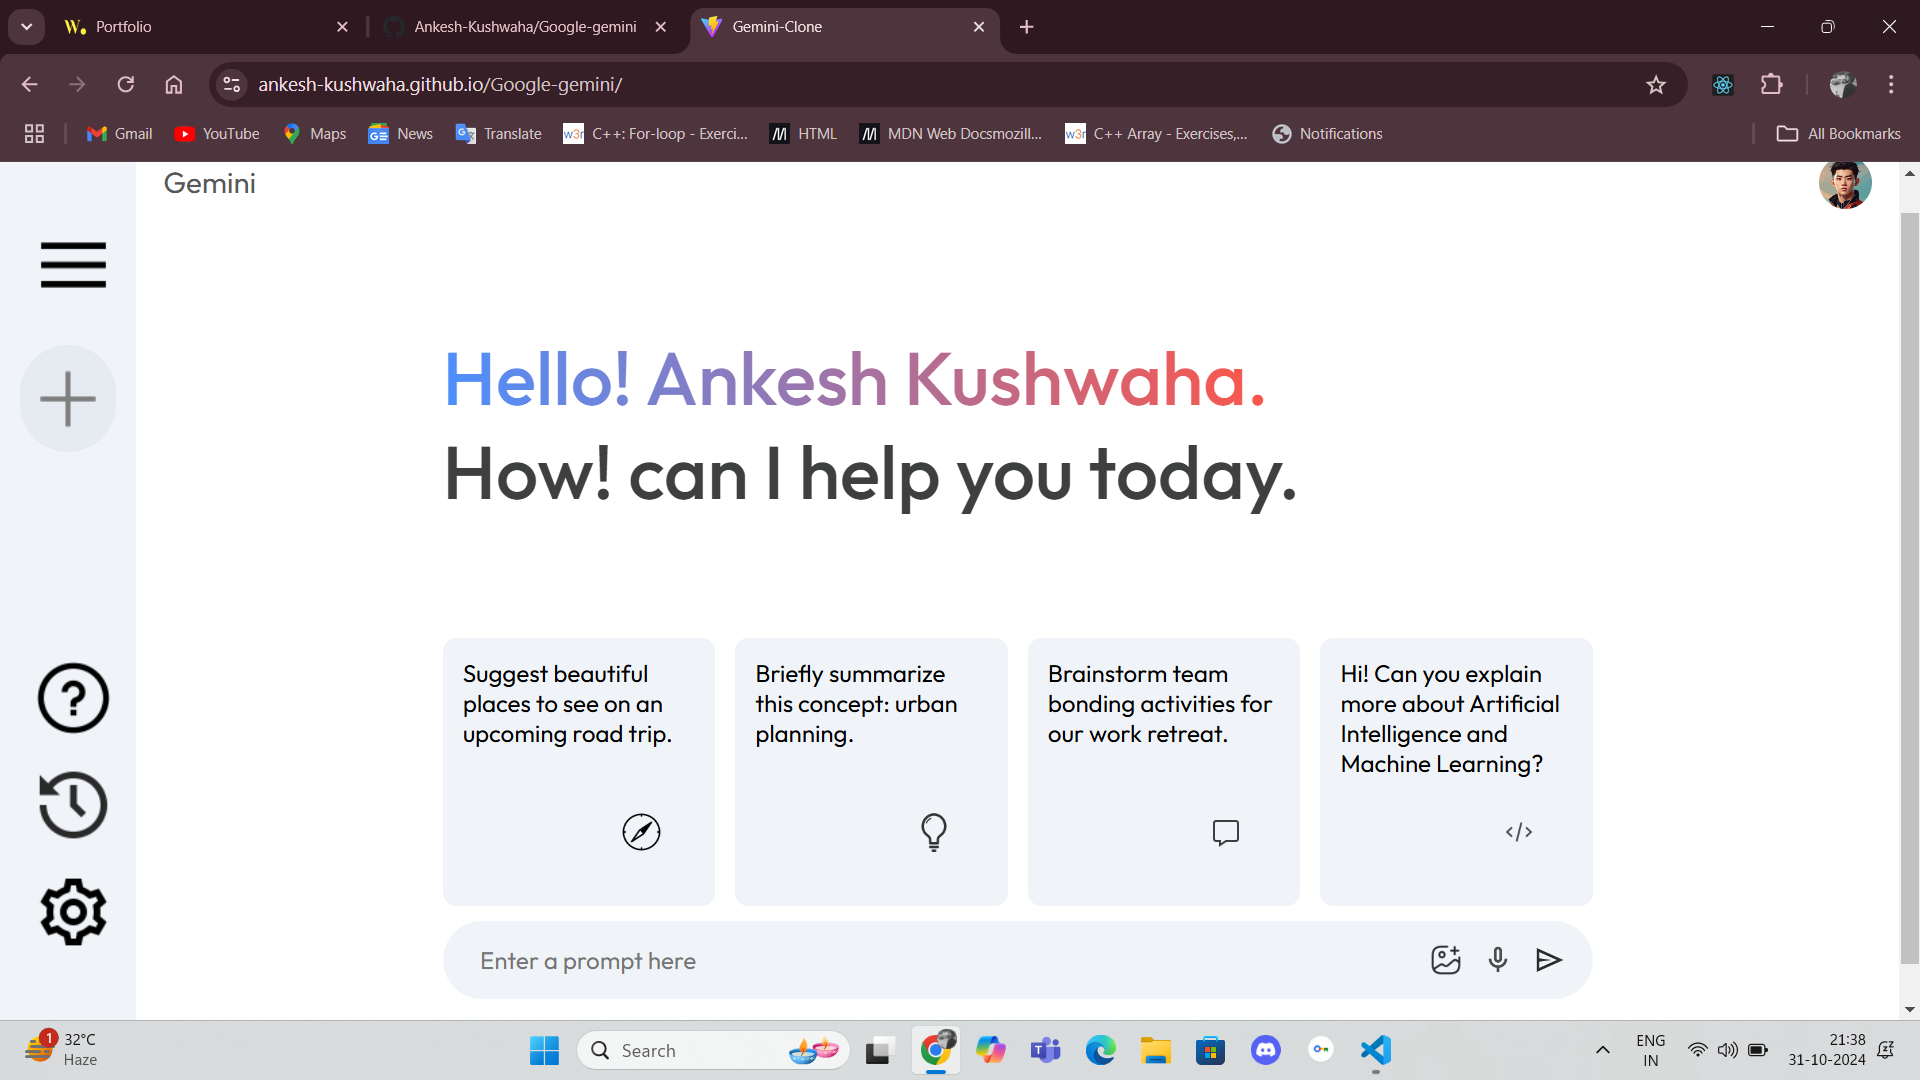 Portfolio
Ankesh-Kushwaha/Google-gemini
Gemini-Clone
ankesh-kushwaha.github.io/Google-gemini/
Gmail
YouTube
Maps
News
Translate
w3r
C++: For-loop - Exerci...
HTML
MDN Web Docsmozill...
w3r
C++ Array - Exercises,...
Notifications
All Bookmarks
Gemini
Hello! Ankesh Kushwaha.
How! can I help you today.
Suggest beautiful
places to see on an
upcoming road trip.
Briefly summarize
this concept: urban
planning.
Brainstorm team
bonding activities for
our work retreat.
Hi! Can you explain
more about Artificial
Intelligence and
Machine Learning?
Enter a prompt here
1
32°C
Haze
Search
ENG
IN
21:38
31-10-2024